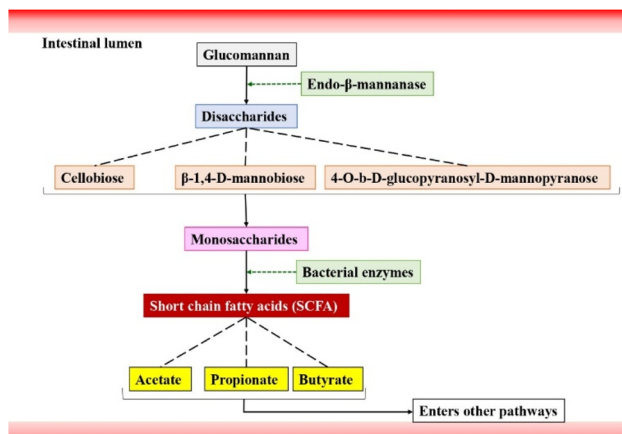 Intestinal lumen
Glucomannan
Endo-β-mannanase
Disaccharides
Cellobiose
β-1,4-D-mannobiose
4-O-b-D-glucopyranosyl-D-mannopyranose
Monosaccharids
Bacterial enzymes
Short chain fatty acids (SCFA)
Acetate
Propionate
Butyrate
Enters other pathways